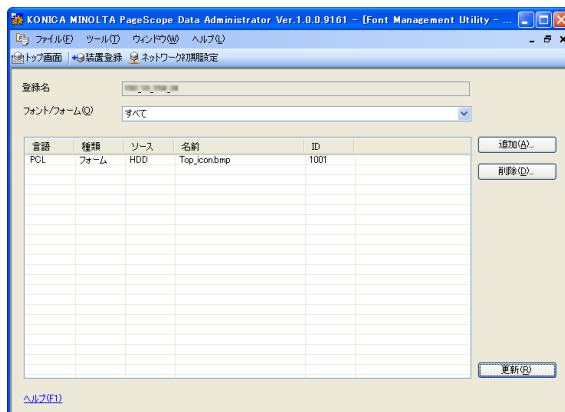 KONICA MINOLTA PageScope Data Administrator Ver.1.0.0.9161 - [Font Management Utility - ...
ファイル(F) ツール(T) ウィンドウ(W) ヘルプ(L)
トップ画面 装置登録 ネットワーク初期設定
登録名
フォント/フォーム(O) すべて
言語 種類 ソース 名前 ID
PCL フォーム HDD Top_icon.bmp 1001
追加(A)...
削除(D)...
更新(R)
ヘルプ(F1)